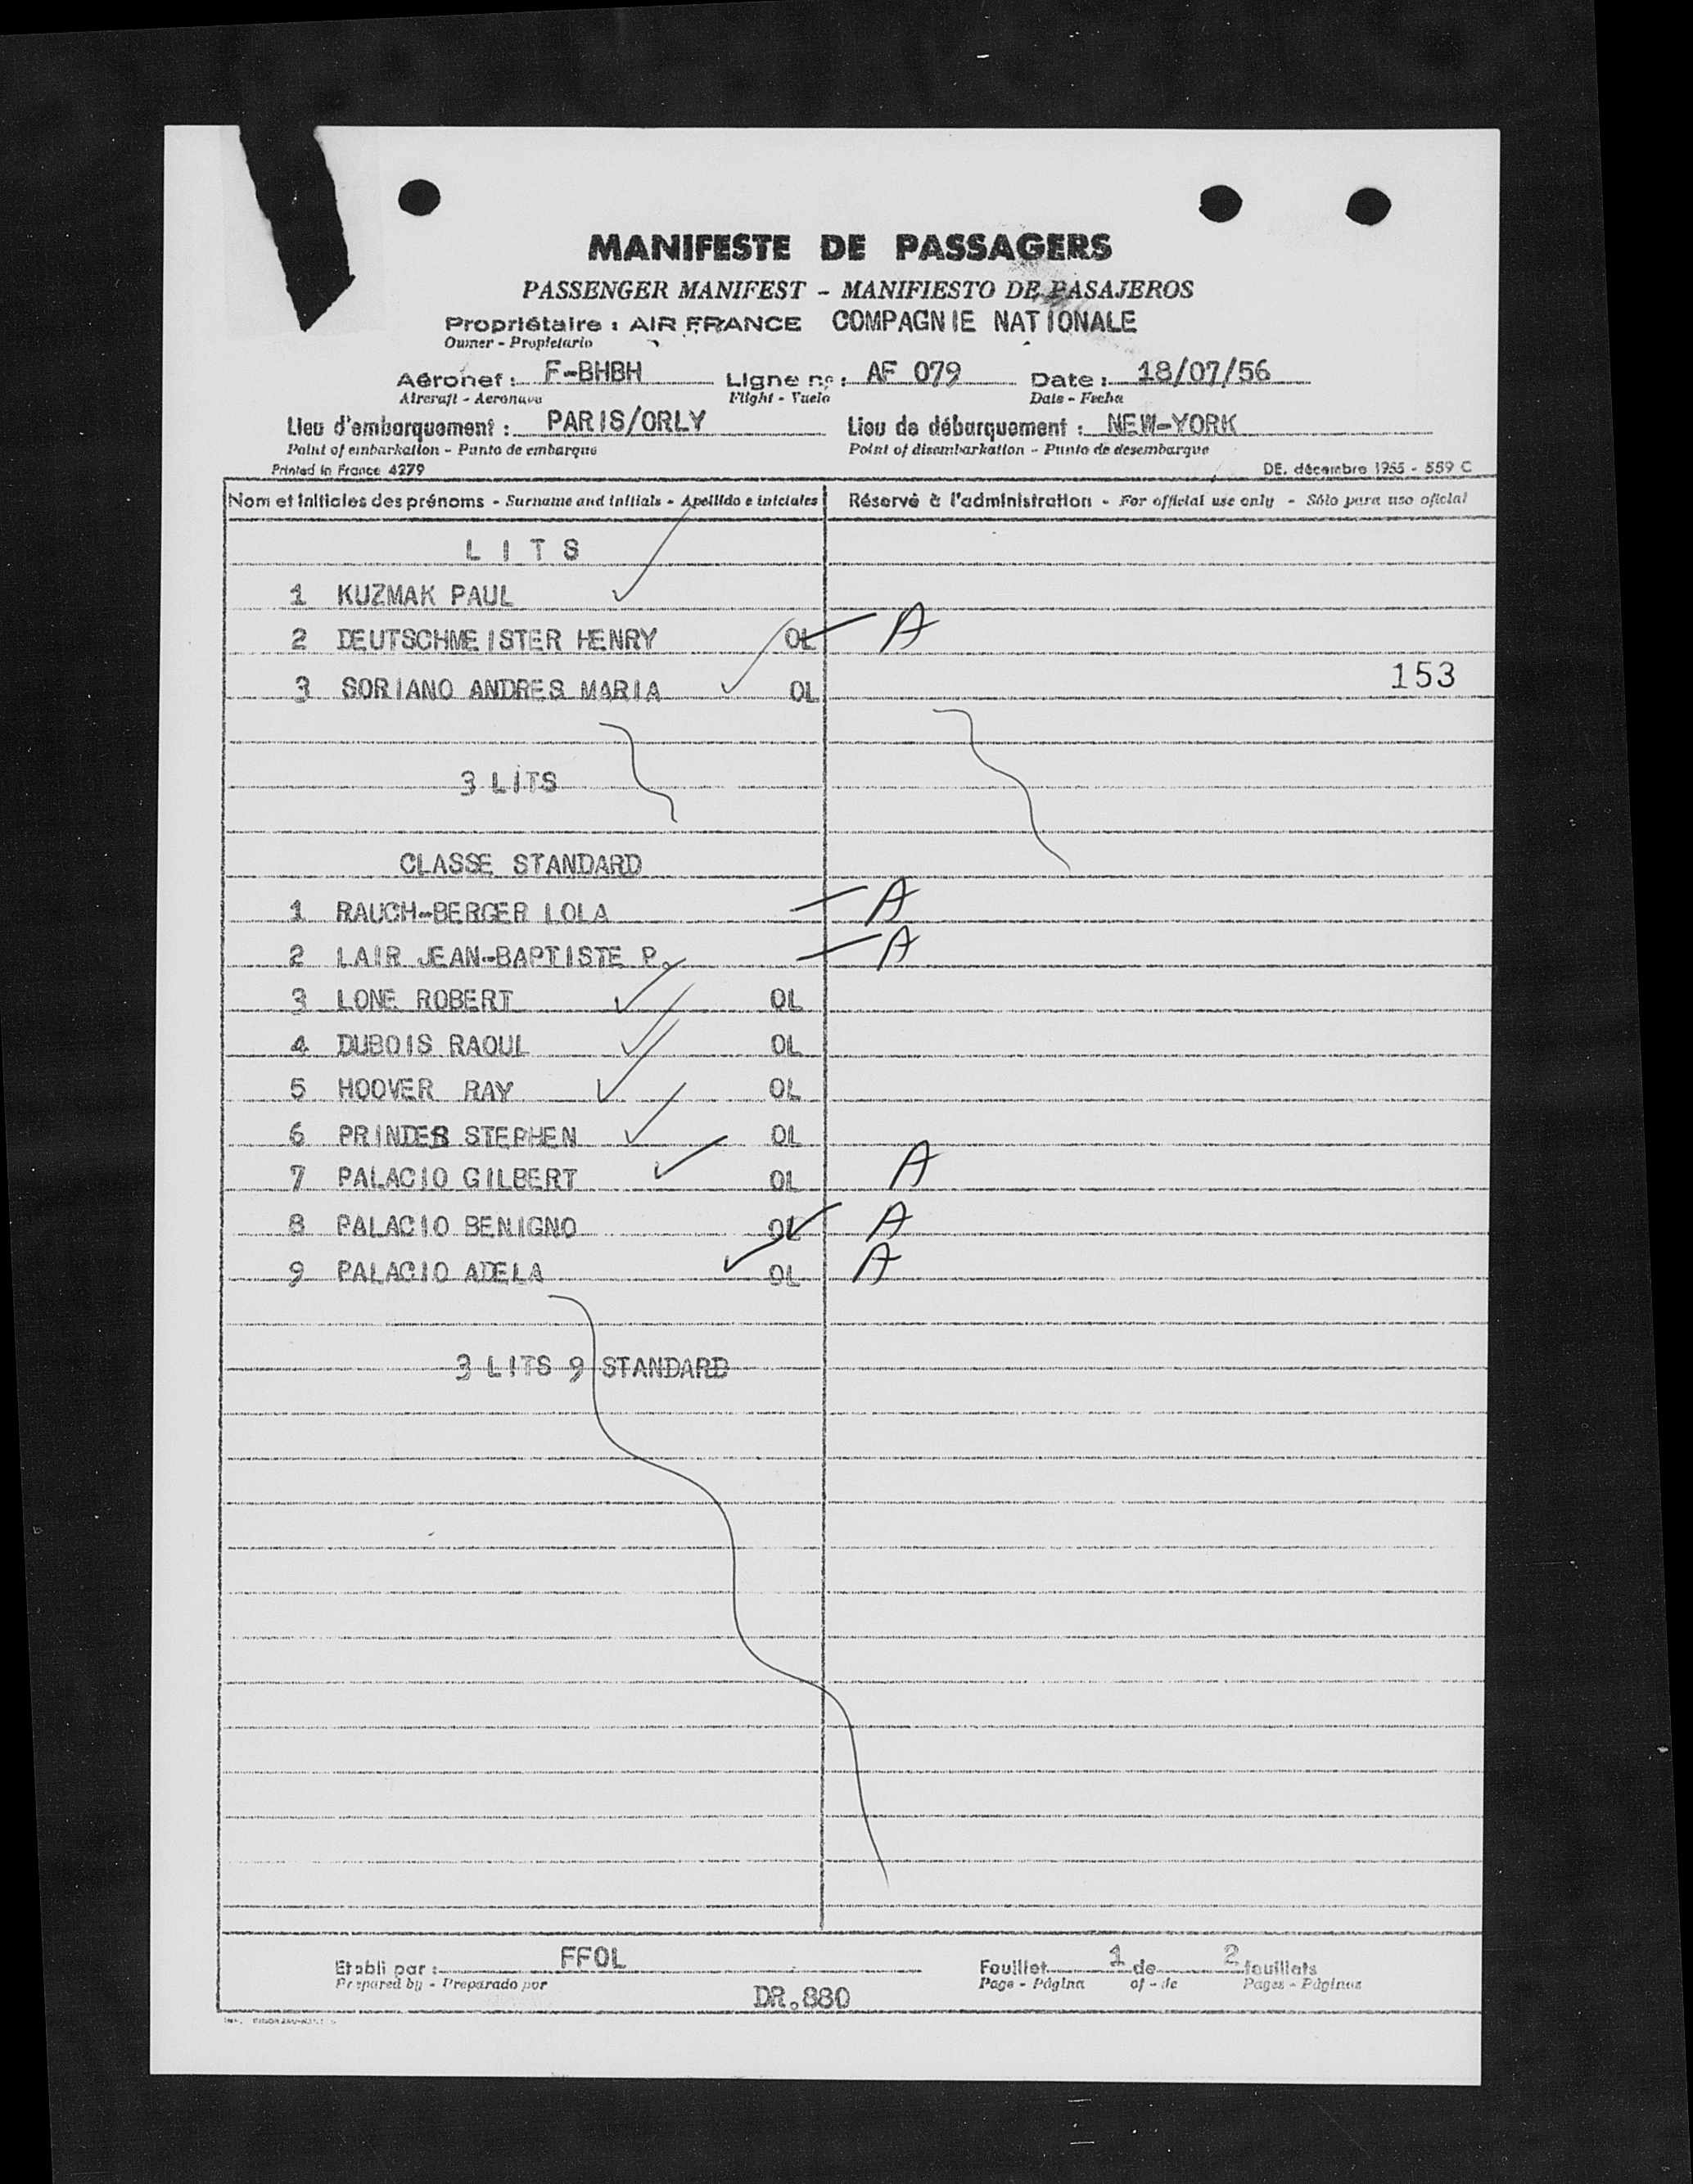 MANIFESTE DE PASSAGERS
PASSENGER MANIFEST - MANIFIESTO DE PASAJEROS
Propriétaire : AIR FRANCE COMPAGNIE NATIONALE
Owner - Propietario
Aéronef : F-BHBH Ligne n° : AF 079 Date : 18/07/56
Aircraft - Aeronave Flight - Vuelo Date - Fecha
Lieu d'embarquement : PARIS/ORLY Lieu de débarquement : NEW-YORK
Point of embarkation - Punto de embarque Point of disembarkation - Punto de desembarque
Printed in France 4279 DE. décembre 1955 - 559 C
Nom et initiales des prénoms - Surname and initials - Apellido e iniciales Réservé à l'administration - For official use only - Sólo para uso oficial
LITS
1 KUZMAK PAUL
2 DEUTSCHMEISTER HENRY OL A
3 SORIANO ANDRES MARIA OL 153
3 LITS
CLASSE STANDARD
1 RAUCH-BERGER LOLA A
2 LAIR JEAN-BAPTISTE P. A
3 LONE ROBERT OL
4 DUBOIS RAOUL OL
5 HOOVER RAY OL
6 PRINDES STEPHEN OL
7 PALACIO GILBERT OL A
8 PALACIO BENIGNO OL A
9 PALACIO ADELA OL A
3 LITS 9 STANDARD
Etabli par : FFOL Feuillet 1 de 2 feuillets
Prepared by - Preparado por Page - Página of - de Pages - Páginas
DR.880